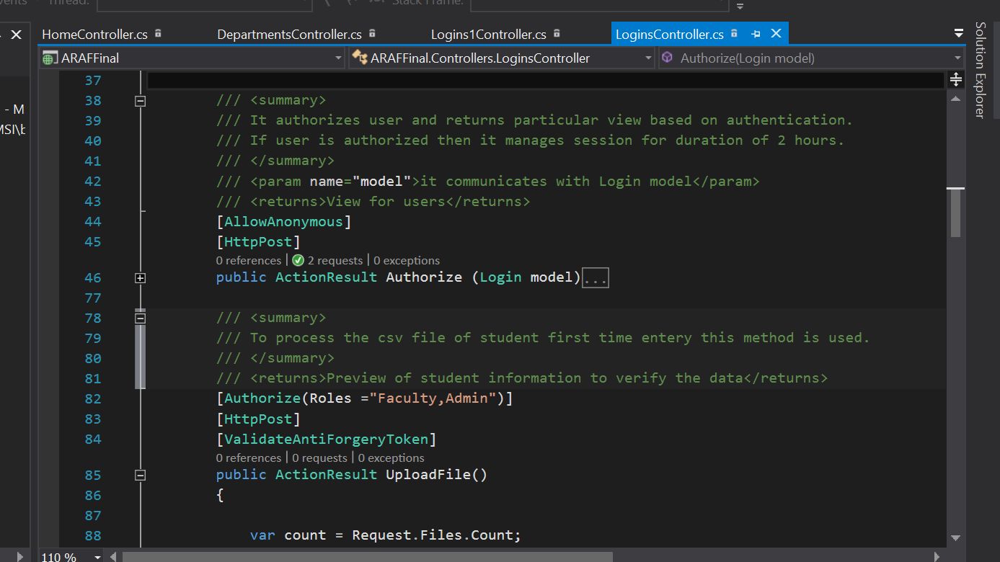 Thread:
Stack Frame:
HomeController.cs
DepartmentsController.cs
Logins1Controller.cs
LoginsController.cs
Solution Explorer
ARAFFinal
ARAFFinal.Controllers.LoginsController
Authorize(Login model)
- M
37
38 /// <summary>
39 /// It authorizes user and returns particular view based on authentication.
40 /// If user is authorized then it manages session for duration of 2 hours.
41 /// </summary>
42 /// <param name="model">it communicates with Login model</param>
43 /// <returns>View for users</returns>
44 [AllowAnonymous]
45 [HttpPost]
0 references | 2 requests | 0 exceptions
46 public ActionResult Authorize (Login model)...
77
78 /// <summary>
79 /// To process the csv file of student first time entery this method is used.
80 /// </summary>
81 /// <returns>Preview of student information to verify the data</returns>
82 [Authorize(Roles ="Faculty,Admin")]
83 [HttpPost]
84 [ValidateAntiForgeryToken]
0 references | 0 requests | 0 exceptions
85 public ActionResult UploadFile()
86 {
87
88 var count = Request.Files.Count;
110 %